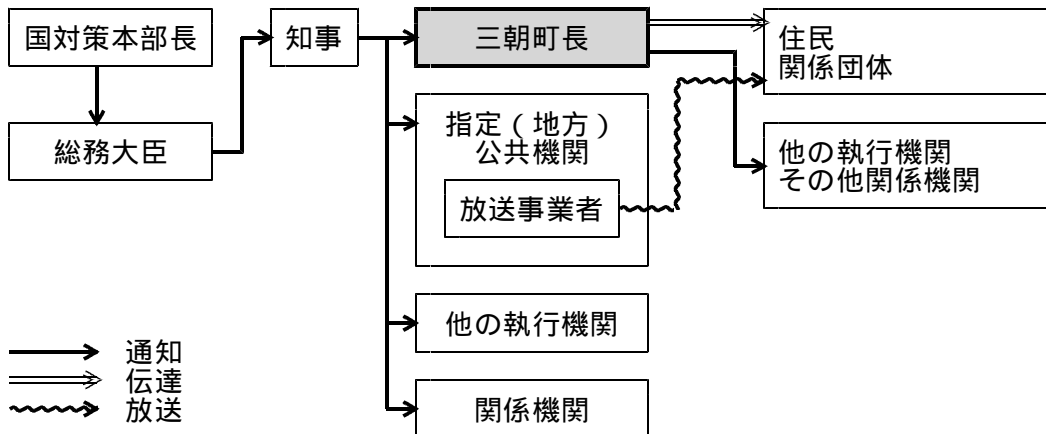 国対策本部長
総務大臣
知事
三朝町長
指定(地方)
公共機関
放送事業者
他の執行機関
関係機関
住民
関係団体
他の執行機関
その他関係機関
通知
伝達
放送